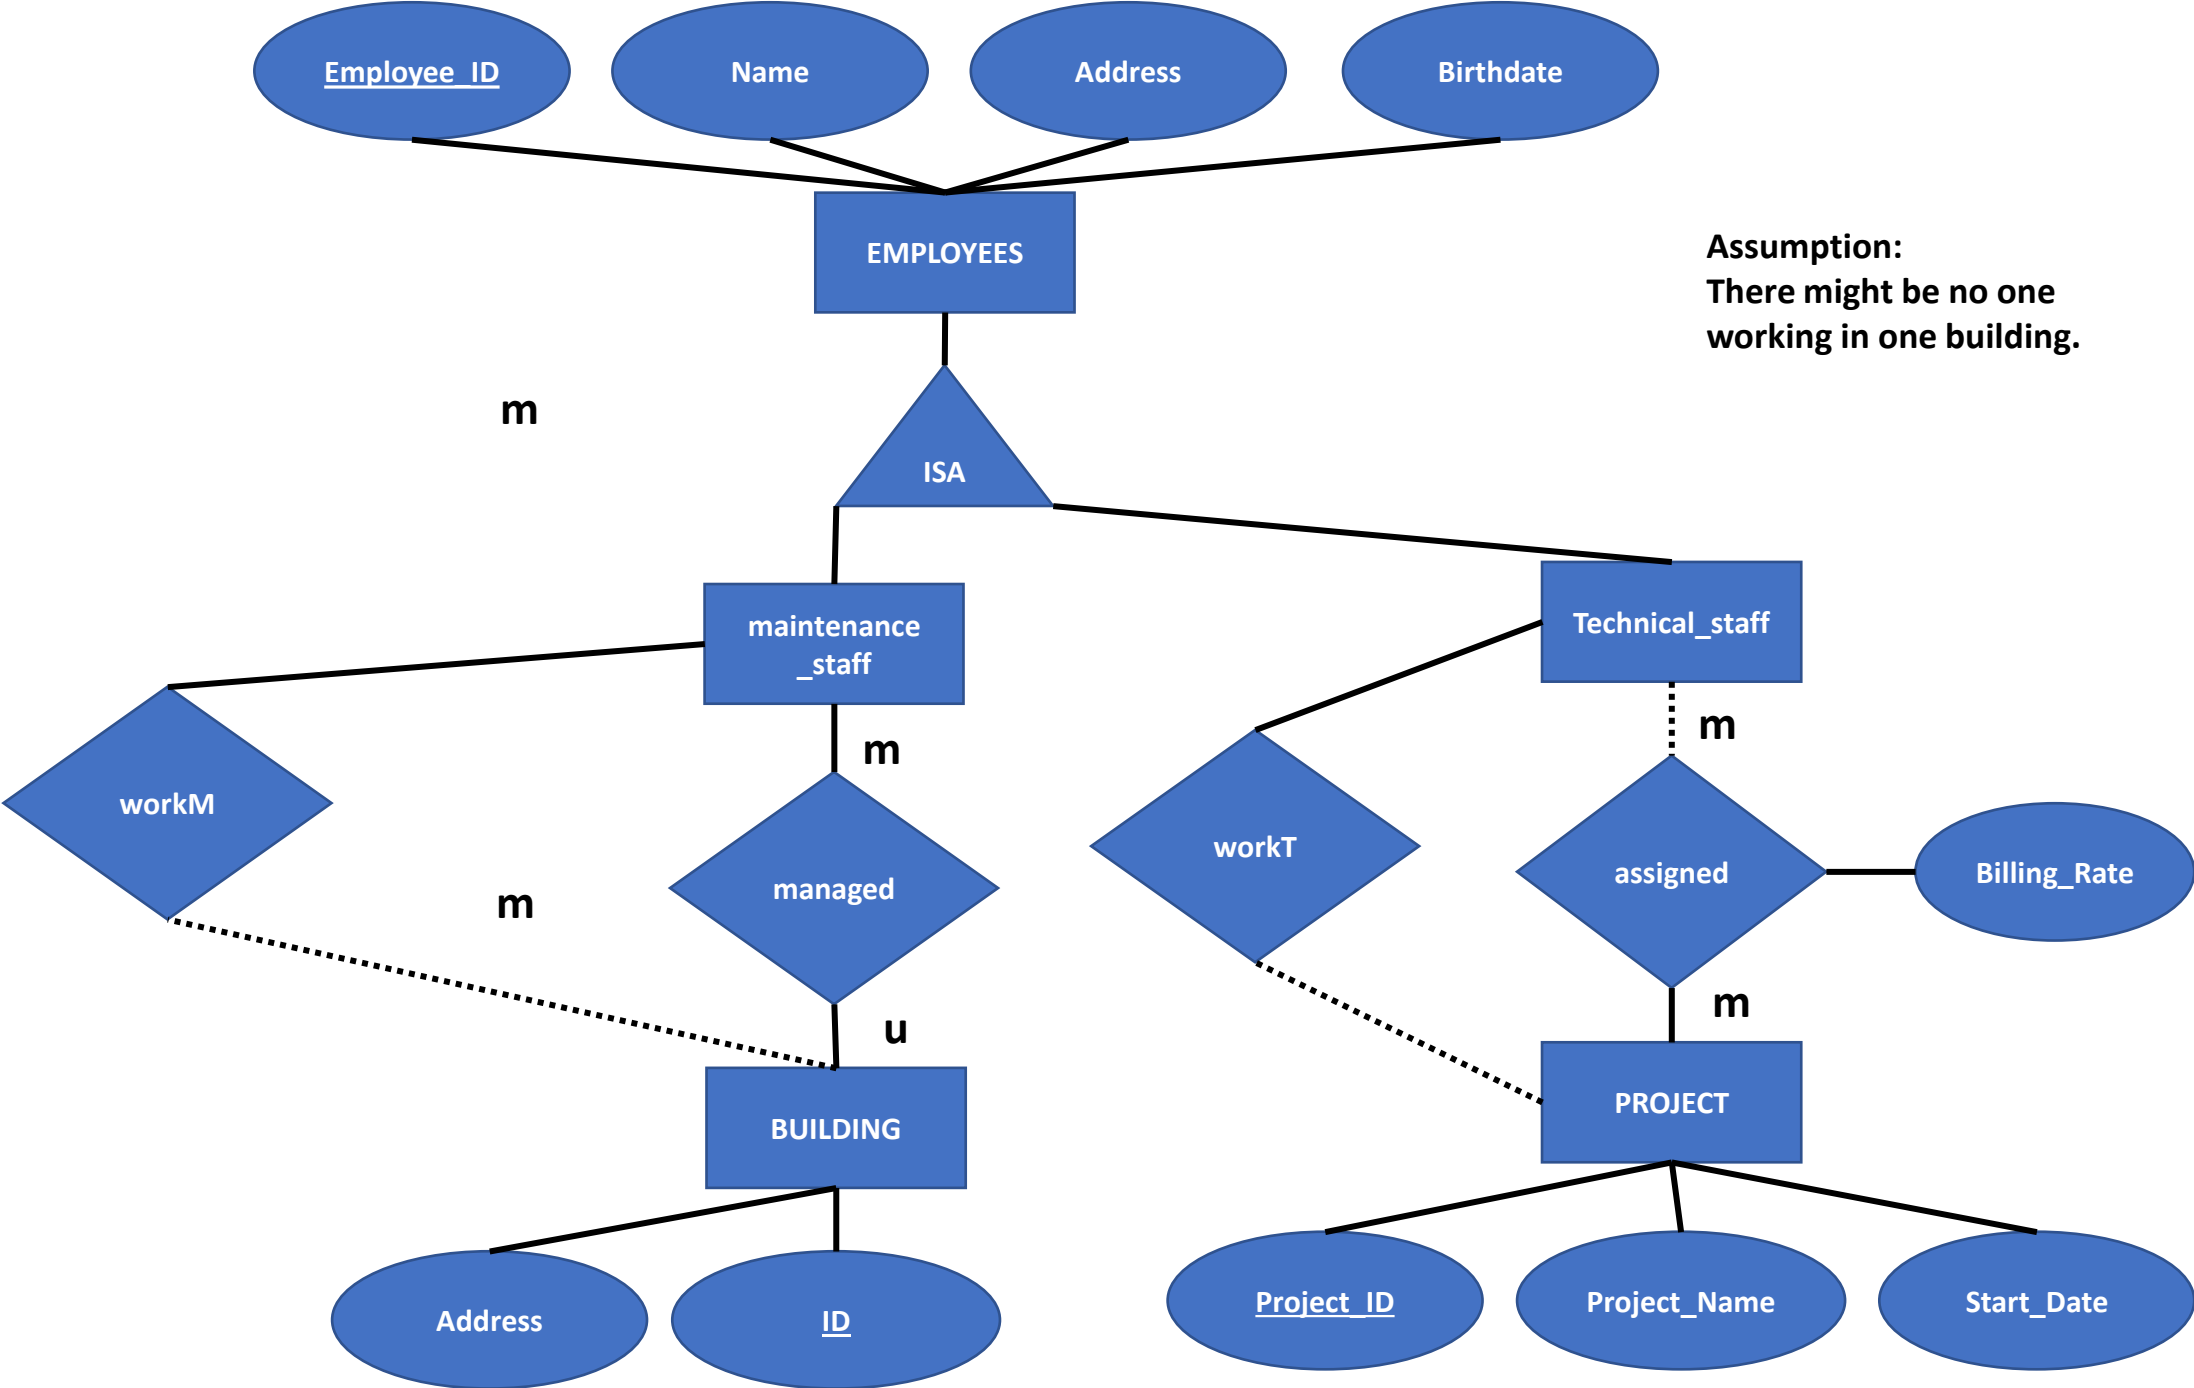 Employee_ID
Name
Address
Birthdate
EMPLOYEES
Assumption:
There might be no one
working in one building.
m
ISA
maintenance
_staff
Technical_staff
m
m
workM
workT
assigned
Billing_Rate
managed
m
m
u
PROJECT
BUILDING
Project_ID
Project_Name
Start_Date
Address
ID